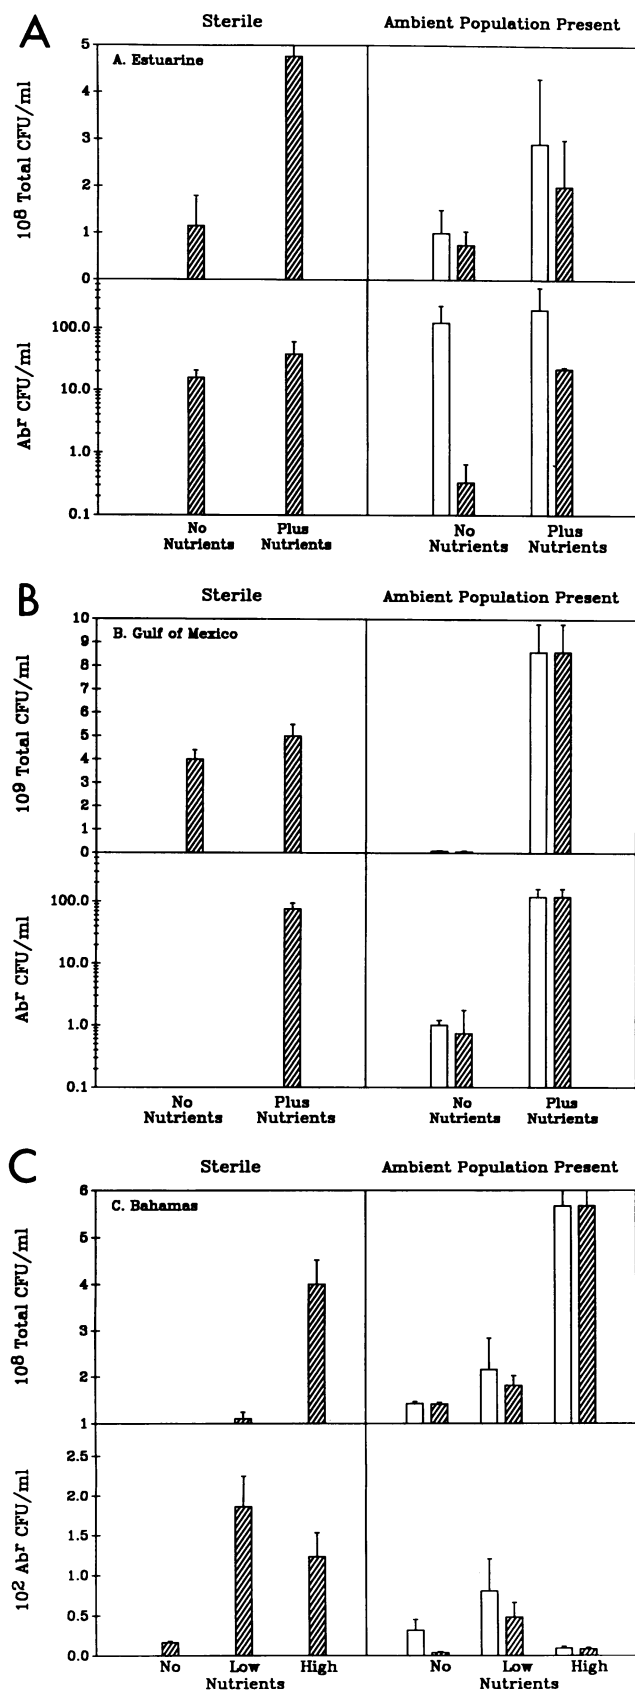 A
Sterile Ambient Population Present
A. Estuarine
10⁸ Total CFU/ml
5
4
3
2
1
0
Abʳ CFU/ml
100.0
10.0
1.0
0.1
No Nutrients
Plus Nutrients
No Nutrients
Plus Nutrients
B
Sterile Ambient Population Present
B. Gulf of Mexico
10⁹ Total CFU/ml
10
9
8
7
6
5
4
3
2
1
0
Abʳ CFU/ml
100.0
10.0
1.0
0.1
No Nutrients
Plus Nutrients
No Nutrients
Plus Nutrients
C
Sterile Ambient Population Present
C. Bahamas
10⁸ Total CFU/ml
6
5
4
3
2
1
10² Abʳ CFU/ml
2.5
2.0
1.5
1.0
0.5
0.0
No Low High No Low High
Nutrients Nutrients